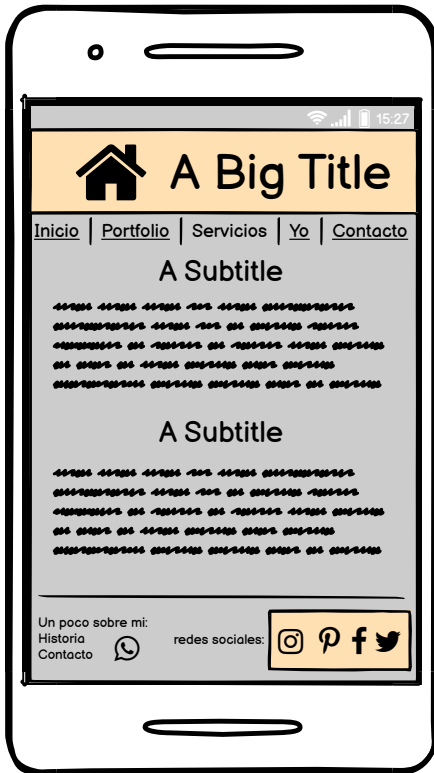 15:27
A Big Title
Inicio | Portfolio | Servicios | Yo | Contacto
A Subtitle
A Subtitle
Un poco sobre mi:
Historia
Contacto
redes sociales: